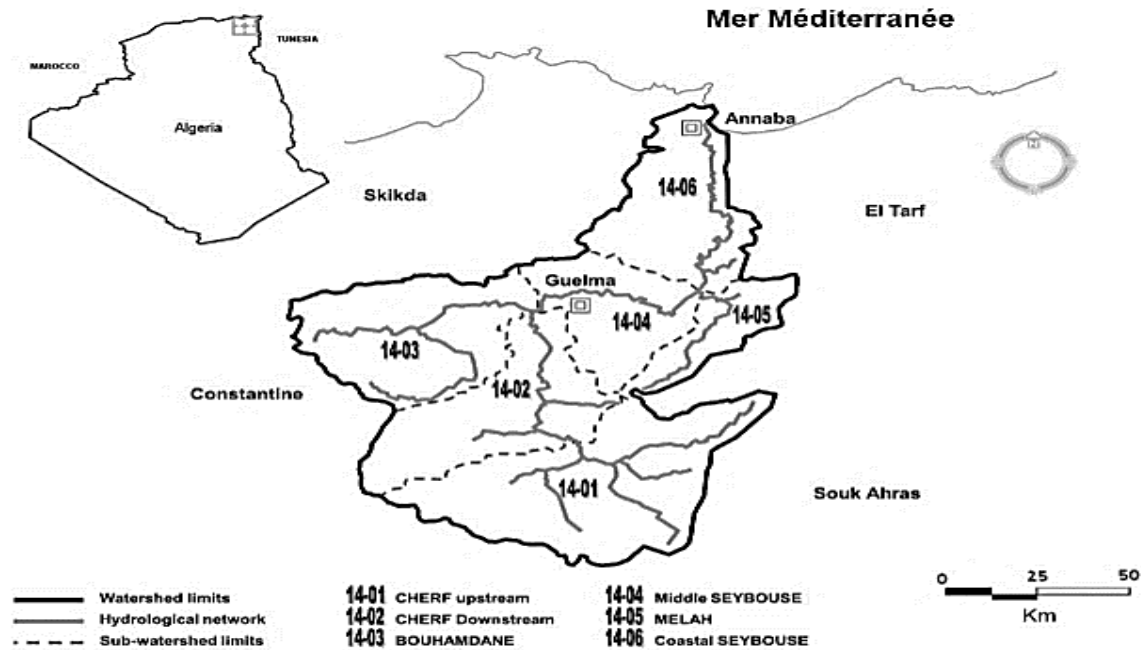 Mer Méditerranée
TUNESIA
MAROCCO
Algeria
Annaba
Skikda
14-06
El Tarf
N
Guelma
14-04
14-05
14-03
14-02
Constantine
14-01
Souk Ahras
Watershed limits
Hydrological network
Sub-watershed limits
14-01 CHERF upstream
14-02 CHERF Downstream
14-03 BOUHAMDANE
14-04 Middle SEYBOUSE
14-05 MELAH
14-06 Coastal SEYBOUSE
0 25 50
Km